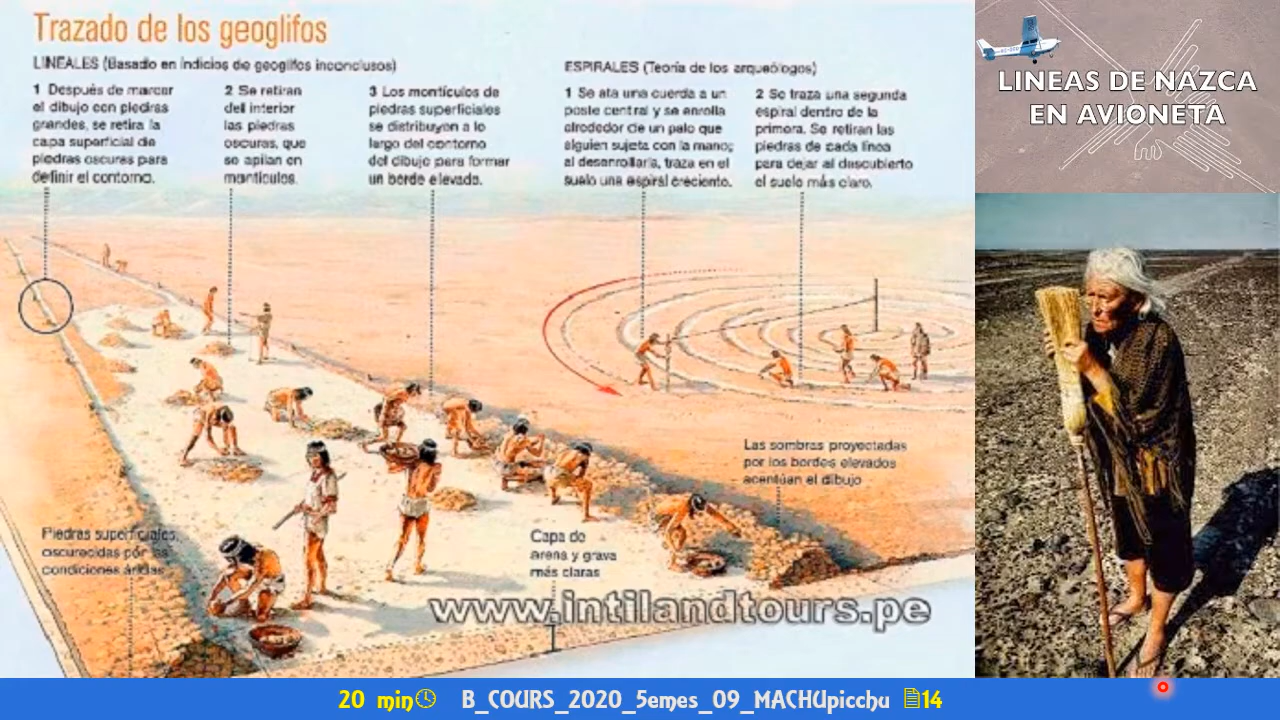 Trazado de los geoglifos
LINEALES (Basado en indicios de geoglifos inconclusos)
1 Después de marcar
el dibujo con piedras
grandes, se retira la
capa superficial de
piedras oscuras para
definir el contorno.
2 Se retiran
del interior
las piedras
oscuras, que
se apilan en
montículos.
3 Los montículos de
piedras superficiales
se distribuyen a lo
largo del contorno
del dibujo para formar
un borde elevado.
ESPIRALES (Teoría de los arqueólogos)
1 Se ata una cuerda a un
poste central y se enrolla
alrededor de un palo que
alguien sujeta con la mano;
al desenrollarla, traza en el
suelo una espiral creciente.
2 Se traza una segunda
espiral dentro de la
primera. Se retiran las
piedras de cada línea
para dejar al descubierto
el suelo más claro.
Las sombras proyectadas
por los bordes elevados
acentúan el dibujo
Piedras superficiales,
oscurecidas por las
condiciones áridas
Capa de
arena y grava
más claras
www.intilandtours.pe
LINEAS DE NAZCA
EN AVIONETA
20 min B_COURS_2020_5emes_09_MACHUpicchu 14